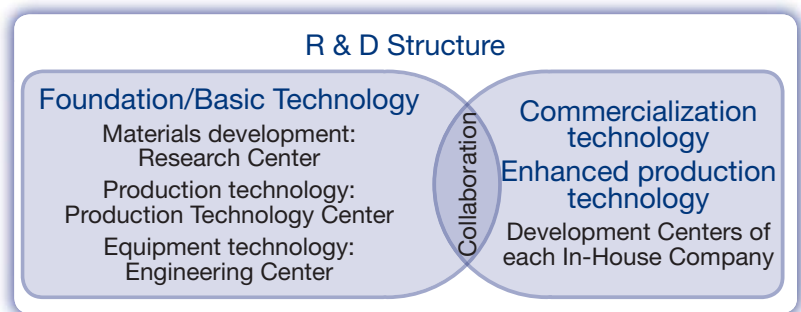 R & D Structure
Foundation/Basic Technology
Materials development:
Research Center
Production technology:
Production Technology Center
Equipment technology:
Engineering Center
Collaboration
Commercialization
technology
Enhanced production
technology
Development Centers of
each In-House Company